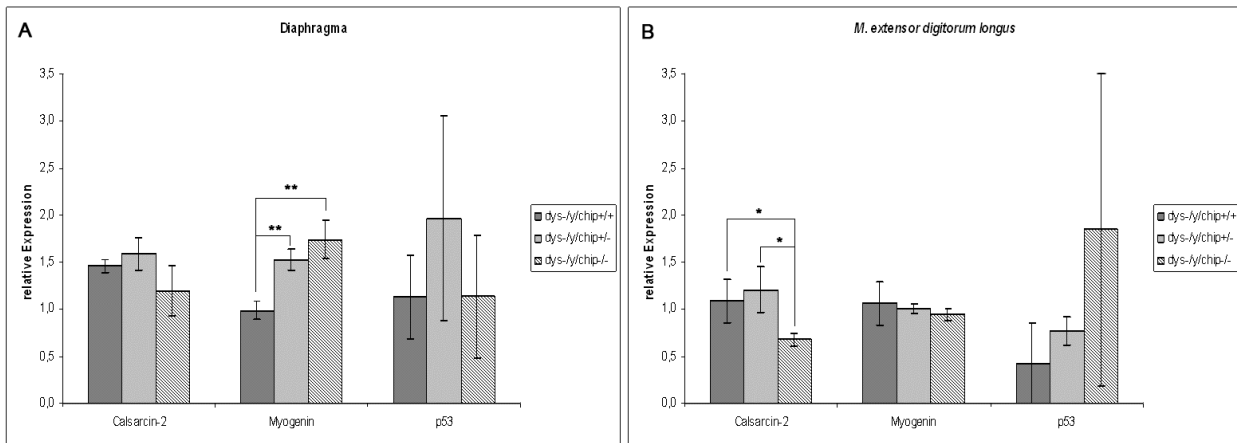 A
Diaphragma
relative Expression
3,5
3,0
2,5
2,0
1,5
1,0
0,5
0,0
**
**
Calsarcin-2
Myogenin
p53
dys-/y/chip+/+
dys-/y/chip+/-
dys-/y/chip-/-
B
M. extensor digitorum longus
relative Expression
3,5
3,0
2,5
2,0
1,5
1,0
0,5
0,0
*
*
Calsarcin-2
Myogenin
p53
dys-/y/chip+/+
dys-/y/chip+/-
dys-/y/chip-/-